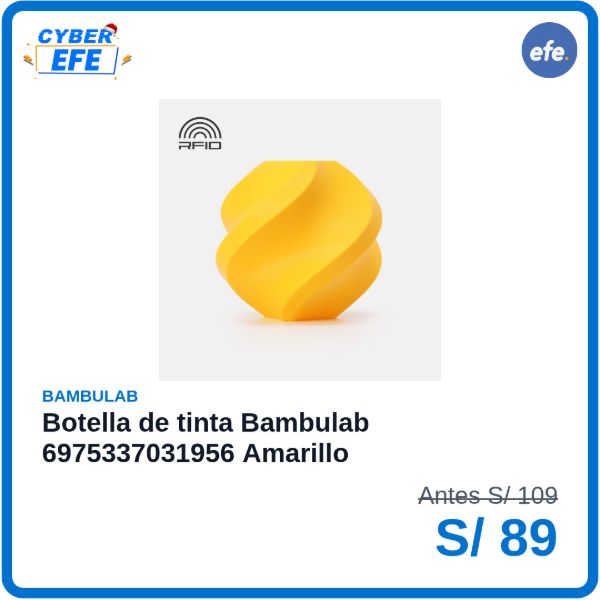 CYBER
EFE
efe.
RFID
BAMBULAB
Botella de tinta Bambulab
6975337031956 Amarillo
Antes S/ 109
S/ 89